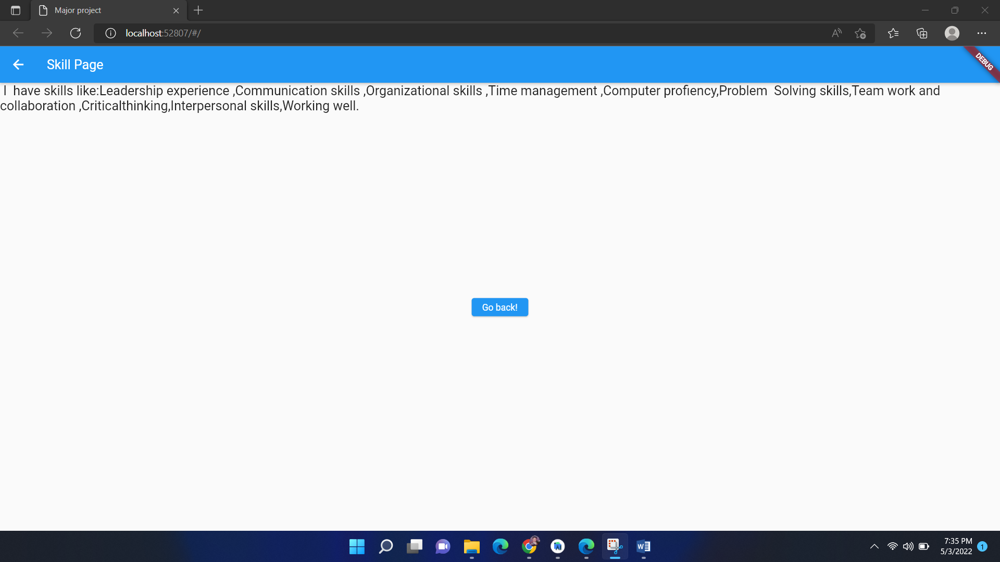 Major project
localhost:52807/#/
Skill Page
DEBUG
I  have skills like:Leadership experience ,Communication skills ,Organizational skills ,Time management ,Computer profiency,Problem  Solving skills,Team work and
collaboration ,Criticalthinking,Interpersonal skills,Working well.
Go back!
7:35 PM
5/3/2022
1